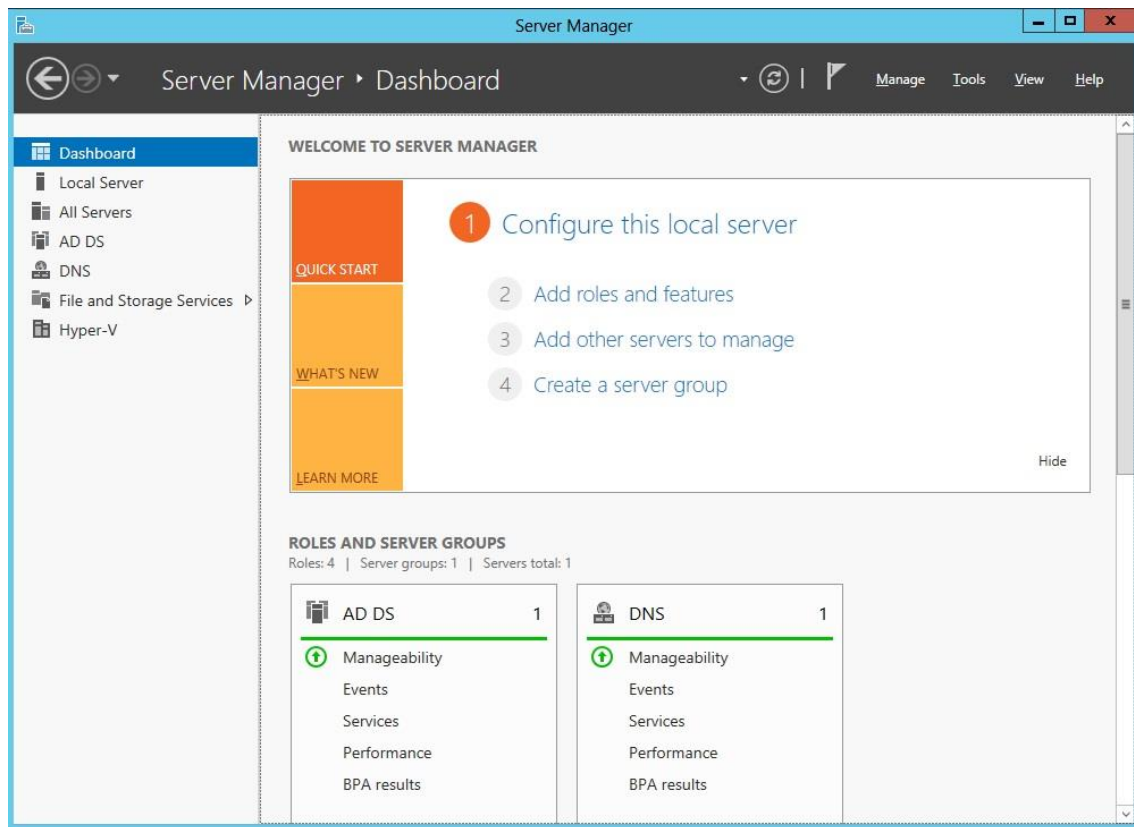 Server Manager
Server Manager • Dashboard
Manage Tools View Help
Dashboard
Local Server
All Servers
AD DS
DNS
File and Storage Services
Hyper-V
WELCOME TO SERVER MANAGER
QUICK START
WHAT'S NEW
LEARN MORE
1 Configure this local server
2 Add roles and features
3 Add other servers to manage
4 Create a server group
Hide
ROLES AND SERVER GROUPS
Roles: 4 | Server groups: 1 | Servers total: 1
AD DS 1
Manageability
Events
Services
Performance
BPA results
DNS 1
Manageability
Events
Services
Performance
BPA results